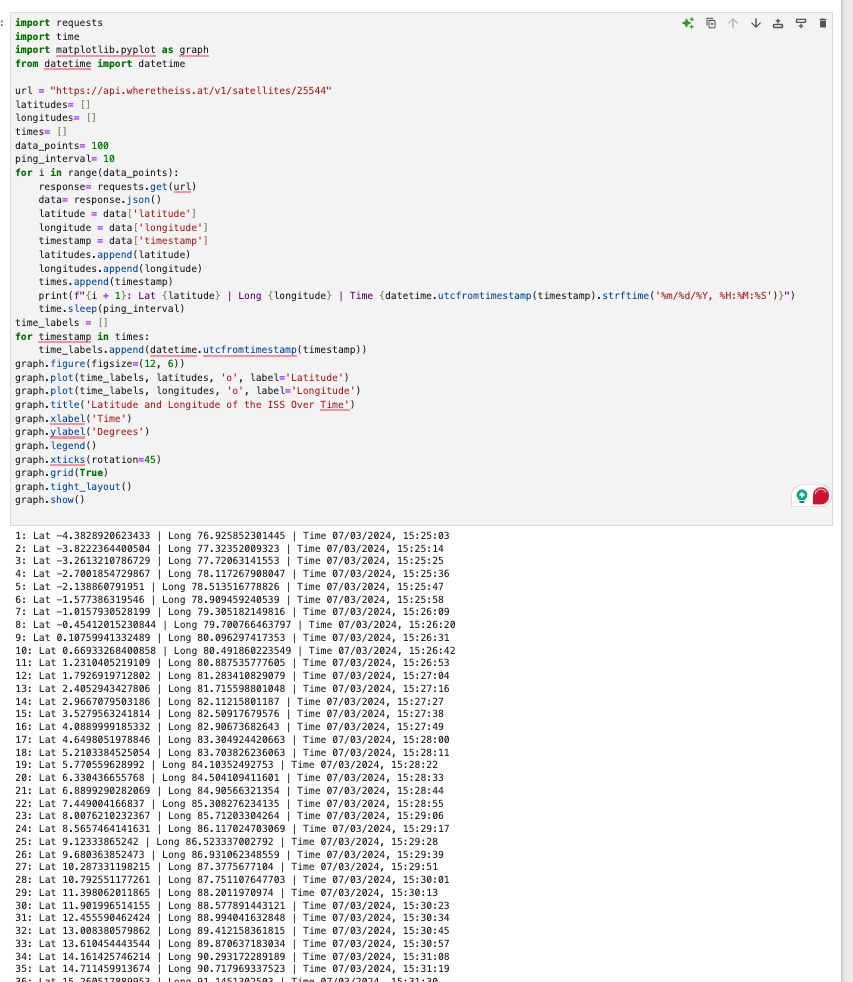 :
import requests
import time
import matplotlib.pyplot as graph
from datetime import datetime
url = "https://api.wheretheiss.at/v1/satellites/25544"
latitudes= []
longitudes= []
times= []
data_points= 100
ping_interval= 10
for i in range(data_points):
    response= requests.get(url)
    data= response.json()
    latitude = data['latitude']
    longitude = data['longitude']
    timestamp = data['timestamp']
    latitudes.append(latitude)
    longitudes.append(longitude)
    times.append(timestamp)
    print(f"{i + 1}: Lat {latitude} | Long {longitude} | Time {datetime.utcfromtimestamp(timestamp).strftime('%m/%d/%Y, %H:%M:%S')}")
    time.sleep(ping_interval)
time_labels = []
for timestamp in times:
    time_labels.append(datetime.utcfromtimestamp(timestamp))
graph.figure(figsize=(12, 6))
graph.plot(time_labels, latitudes, 'o', label='Latitude')
graph.plot(time_labels, longitudes, 'o', label='Longitude')
graph.title('Latitude and Longitude of the ISS Over Time')
graph.xlabel('Time')
graph.ylabel('Degrees')
graph.legend()
graph.xticks(rotation=45)
graph.grid(True)
graph.tight_layout()
graph.show()
1: Lat -4.3828920623433 | Long 76.925852301445 | Time 07/03/2024, 15:25:03
2: Lat -3.8222364400504 | Long 77.32352009323 | Time 07/03/2024, 15:25:14
3: Lat -3.2613210786729 | Long 77.72063141553 | Time 07/03/2024, 15:25:25
4: Lat -2.7001854729867 | Long 78.117267908047 | Time 07/03/2024, 15:25:36
5: Lat -2.138860791951 | Long 78.513516778826 | Time 07/03/2024, 15:25:47
6: Lat -1.577386319546 | Long 78.909459240539 | Time 07/03/2024, 15:25:58
7: Lat -1.0157930528199 | Long 79.305182149816 | Time 07/03/2024, 15:26:09
8: Lat -0.45412015230844 | Long 79.700766463797 | Time 07/03/2024, 15:26:20
9: Lat 0.10759941332489 | Long 80.096297417353 | Time 07/03/2024, 15:26:31
10: Lat 0.66933268400858 | Long 80.491860223549 | Time 07/03/2024, 15:26:42
11: Lat 1.2310405219109 | Long 80.887535777605 | Time 07/03/2024, 15:26:53
12: Lat 1.7926919712802 | Long 81.283410829079 | Time 07/03/2024, 15:27:04
13: Lat 2.4052943427806 | Long 81.715598801048 | Time 07/03/2024, 15:27:16
14: Lat 2.9667079503186 | Long 82.11215801187 | Time 07/03/2024, 15:27:27
15: Lat 3.5279563241814 | Long 82.50917679576 | Time 07/03/2024, 15:27:38
16: Lat 4.0889999185332 | Long 82.90673682643 | Time 07/03/2024, 15:27:49
17: Lat 4.6498051978846 | Long 83.304924420663 | Time 07/03/2024, 15:28:00
18: Lat 5.2103384525054 | Long 83.703826236063 | Time 07/03/2024, 15:28:11
19: Lat 5.770559628992 | Long 84.10352492753 | Time 07/03/2024, 15:28:22
20: Lat 6.330436655768 | Long 84.504109411601 | Time 07/03/2024, 15:28:33
21: Lat 6.8899290282069 | Long 84.90566321354 | Time 07/03/2024, 15:28:44
22: Lat 7.449004166837 | Long 85.308276234135 | Time 07/03/2024, 15:28:55
23: Lat 8.0076210232367 | Long 85.71203304264 | Time 07/03/2024, 15:29:06
24: Lat 8.5657464141631 | Long 86.117024703069 | Time 07/03/2024, 15:29:17
25: Lat 9.12333865242 | Long 86.523337002792 | Time 07/03/2024, 15:29:28
26: Lat 9.680363852473 | Long 86.931062348559 | Time 07/03/2024, 15:29:39
27: Lat 10.287331198215 | Long 87.3775677104 | Time 07/03/2024, 15:29:51
28: Lat 10.792551177261 | Long 87.751107647703 | Time 07/03/2024, 15:30:01
29: Lat 11.398062011865 | Long 88.2011970974 | Time 07/03/2024, 15:30:13
30: Lat 11.901996514155 | Long 88.577891443121 | Time 07/03/2024, 15:30:23
31: Lat 12.455590462424 | Long 88.994041632848 | Time 07/03/2024, 15:30:34
32: Lat 13.008380579862 | Long 89.412158361815 | Time 07/03/2024, 15:30:45
33: Lat 13.610454443544 | Long 89.870637183034 | Time 07/03/2024, 15:30:57
34: Lat 14.161425746214 | Long 90.293172289189 | Time 07/03/2024, 15:31:08
35: Lat 14.711459913674 | Long 90.717969337523 | Time 07/03/2024, 15:31:19
36: Lat 15.260517889953 | Long 91.1451302503 | Time 07/03/2024, 15:31:30